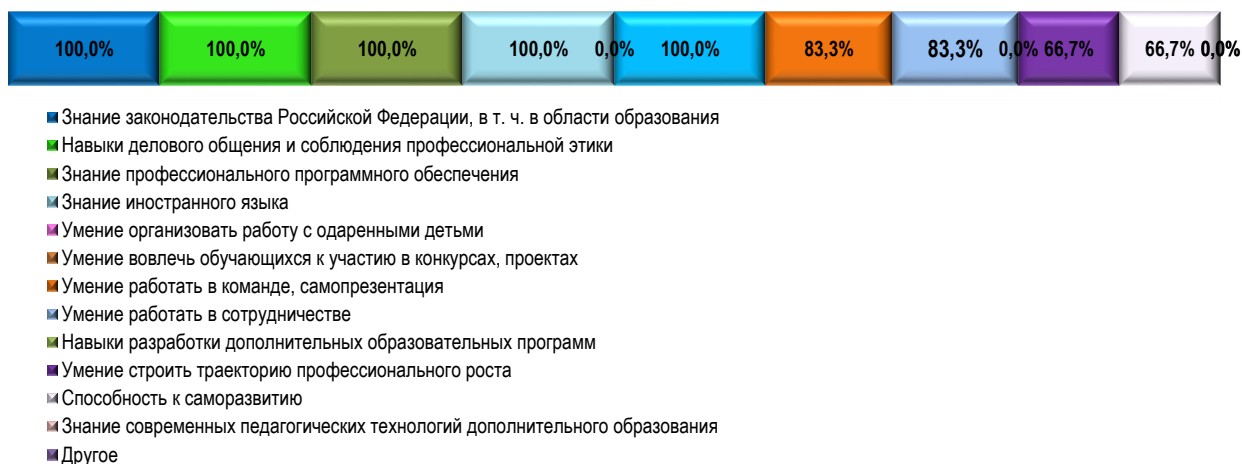 100,0% 100,0% 100,0% 100,0% 0,0% 100,0% 83,3% 83,3% 0,0% 66,7% 66,7% 0,0%
Знание законодательства Российской Федерации, в т. ч. в области образования
Навыки делового общения и соблюдения профессиональной этики
Знание профессионального программного обеспечения
Знание иностранного языка
Умение организовать работу с одаренными детьми
Умение вовлечь обучающихся к участию в конкурсах, проектах
Умение работать в команде, самопрезентация
Умение работать в сотрудничестве
Навыки разработки дополнительных образовательных программ
Умение строить траекторию профессионального роста
Способность к саморазвитию
Знание современных педагогических технологий дополнительного образования
Другое